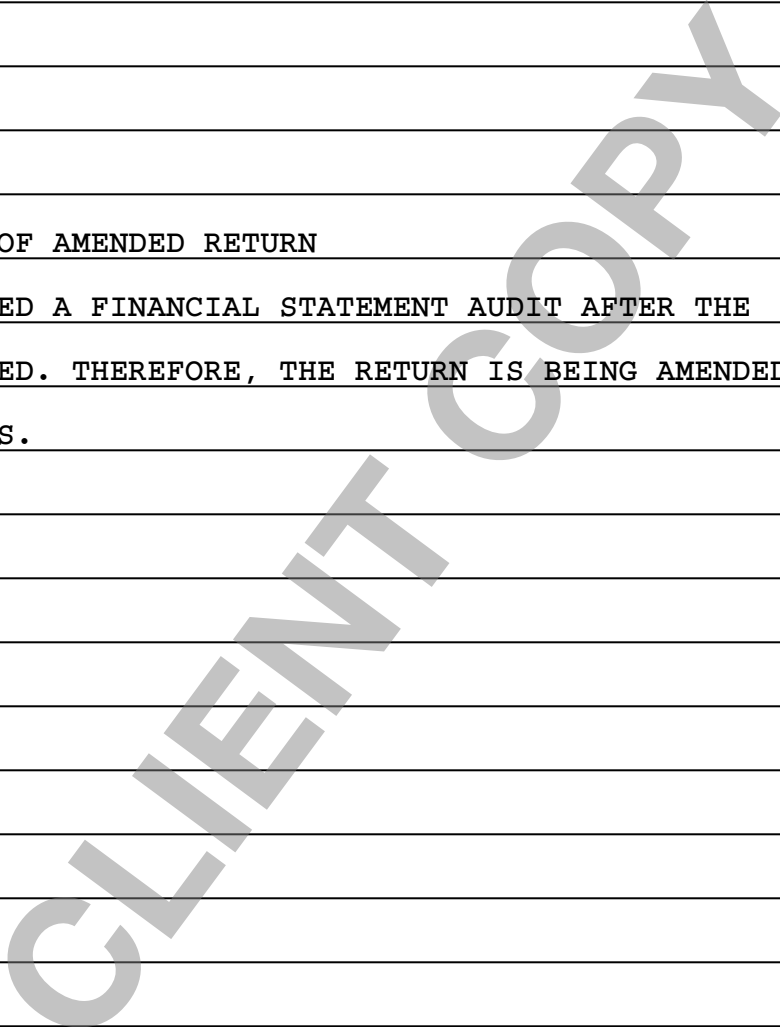 OF AMENDED RETURN
ED A FINANCIAL STATEMENT AUDIT AFTER THE
ED. THEREFORE, THE RETURN IS BEING AMENDED
S.
CLIENT COPY